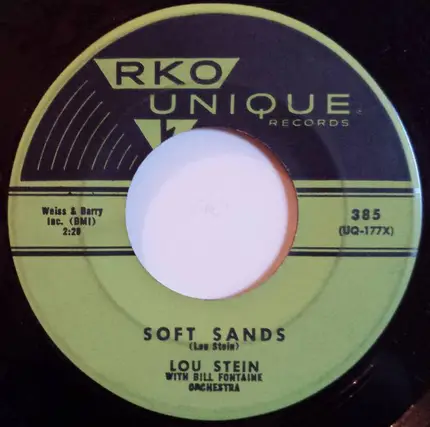 RKO
UNIQUE
RECORDS
Weiss & Barry
Inc. (BMI)
2:20
385
(UQ-177X)
SOFT SANDS
(Lou Stein)
LOU STEIN
WITH BILL FONTAINE
ORCHESTRA